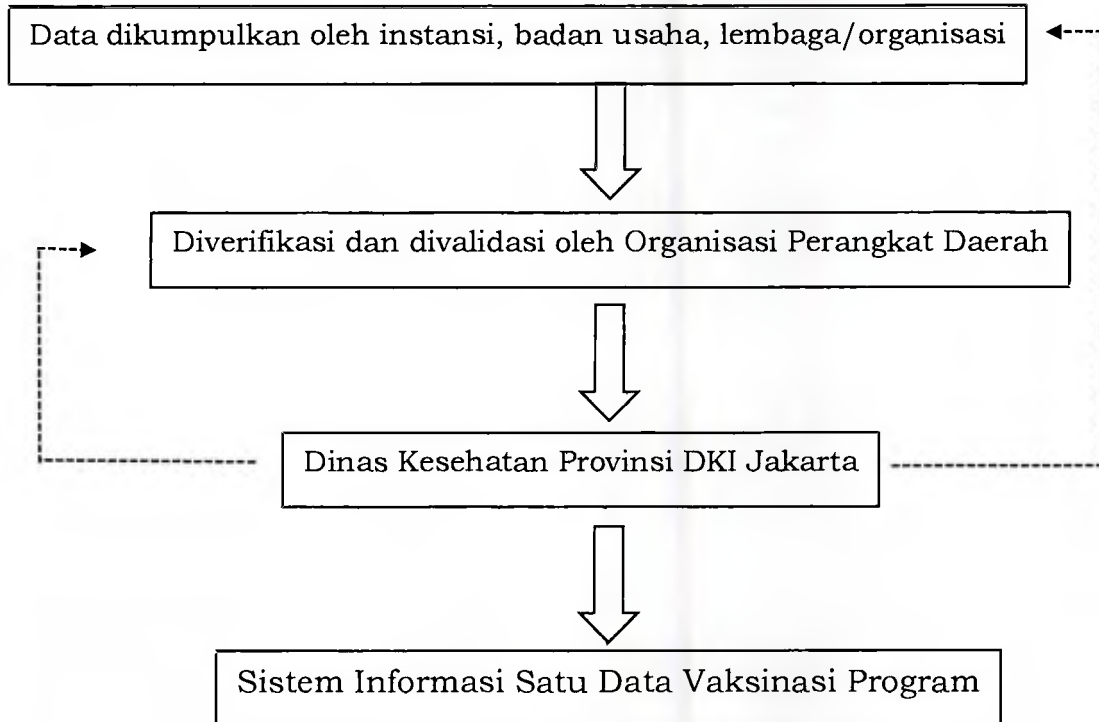 Data dikumpulkan oleh instansi, badan usaha, lembaga/organisasi
Diverifikasi dan divalidasi oleh Organisasi Perangkat Daerah
Dinas Kesehatan Provinsi DKI Jakarta
Sistem Informasi Satu Data Vaksinasi Program